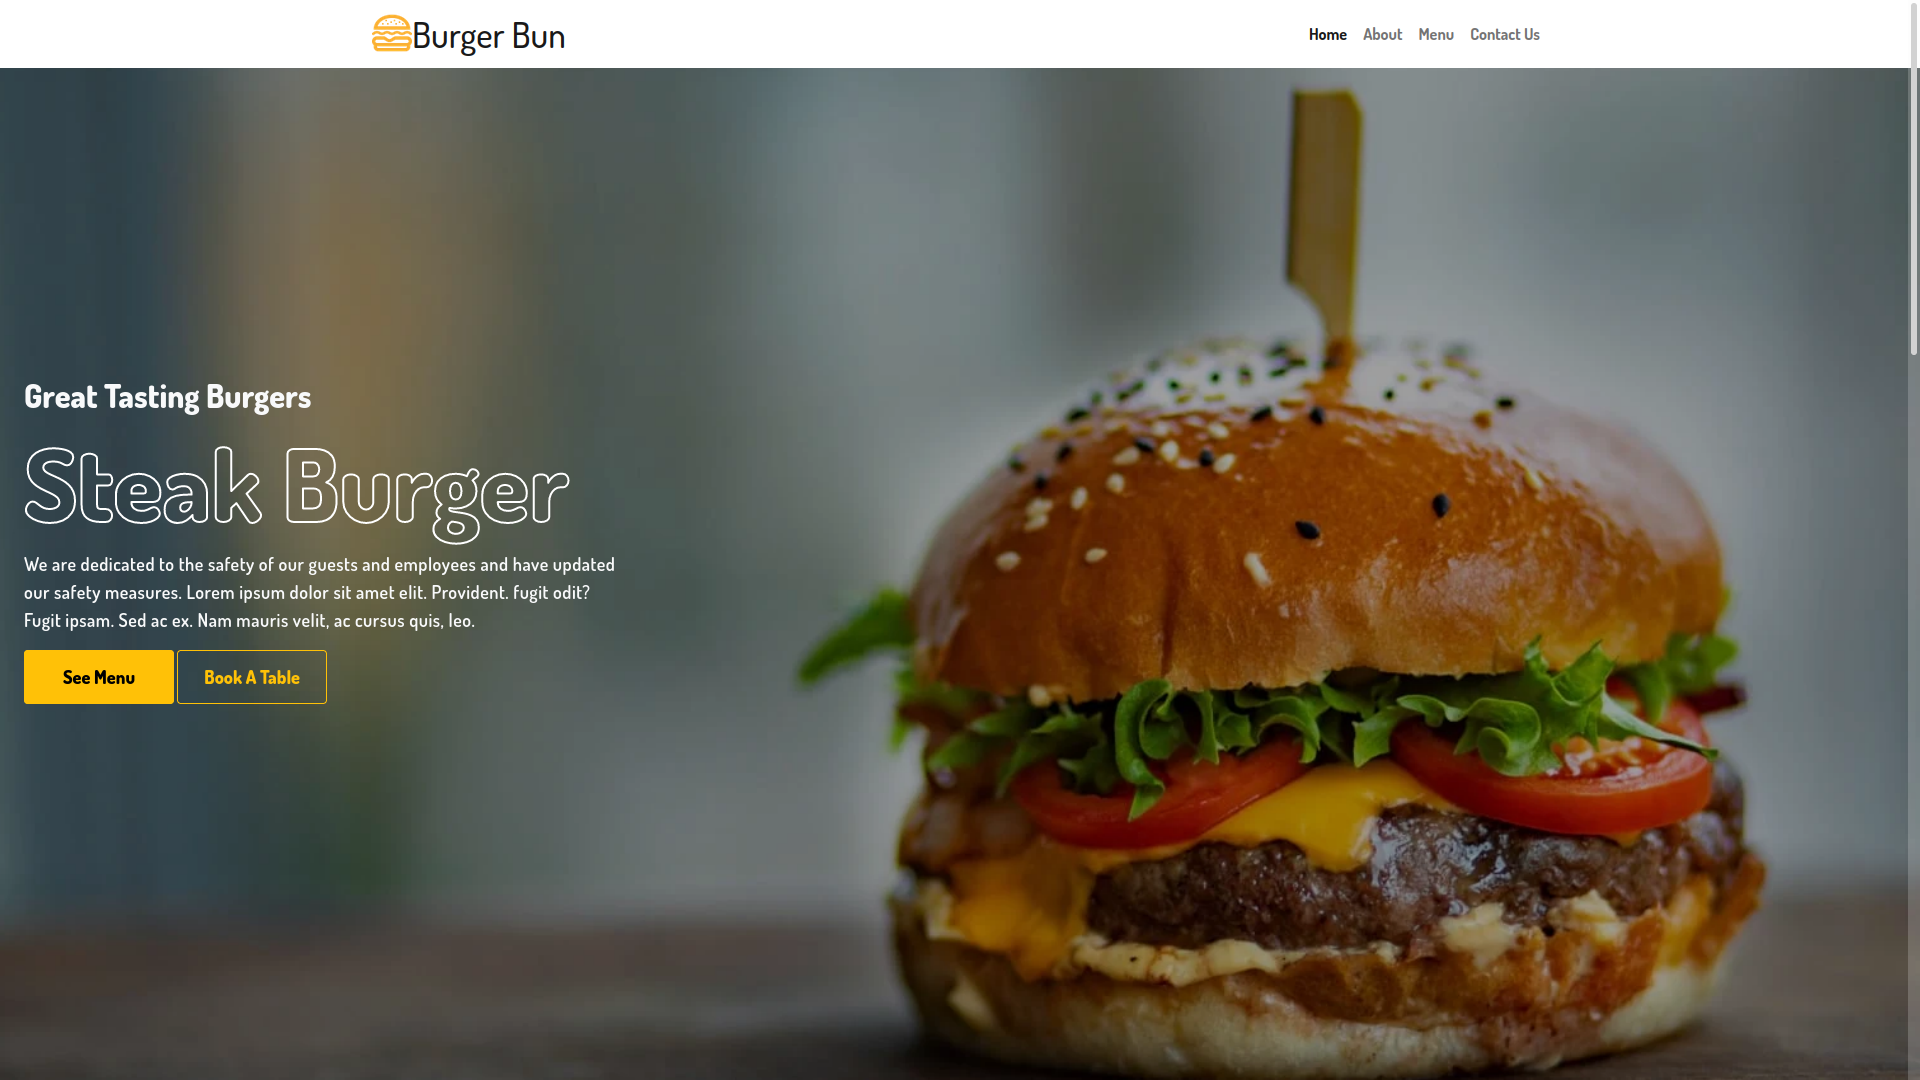 Burger Bun
Home
About
Menu
Contact Us
Great Tasting Burgers
Steak Burger
We are dedicated to the safety of our guests and employees and have updated
our safety measures. Lorem ipsum dolor sit amet elit. Provident. fugit odit?
Fugit ipsam. Sed ac ex. Nam mauris velit, ac cursus quis, leo.
See Menu
Book A Table